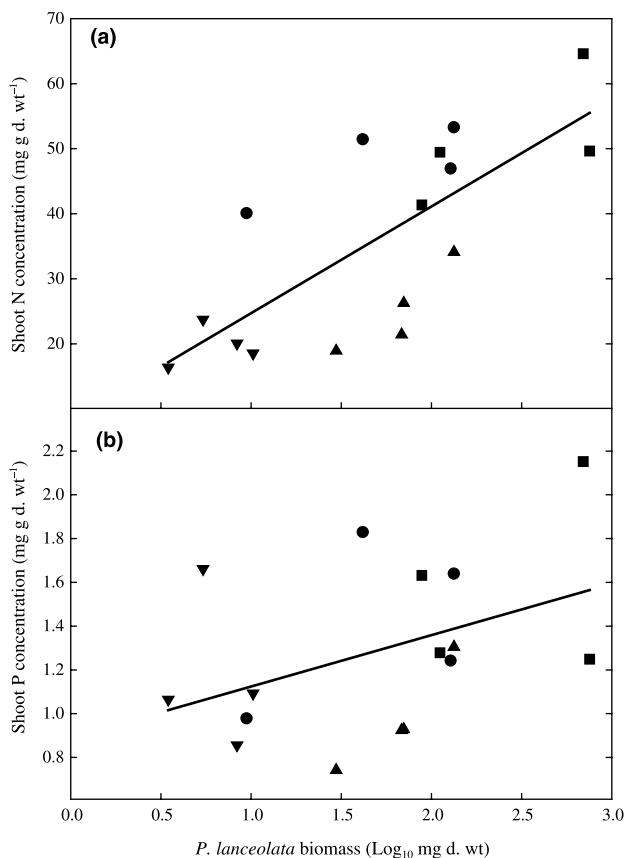 (a)
Shoot N concentration (mg g d. wt⁻¹)
70
60
50
40
30
20
(b)
Shoot P concentration (mg g d. wt⁻¹)
2.2
2.0
1.8
1.6
1.4
1.2
1.0
0.8
0.0 0.5 1.0 1.5 2.0 2.5 3.0
P. lanceolata biomass (Log₁₀ mg d. wt)